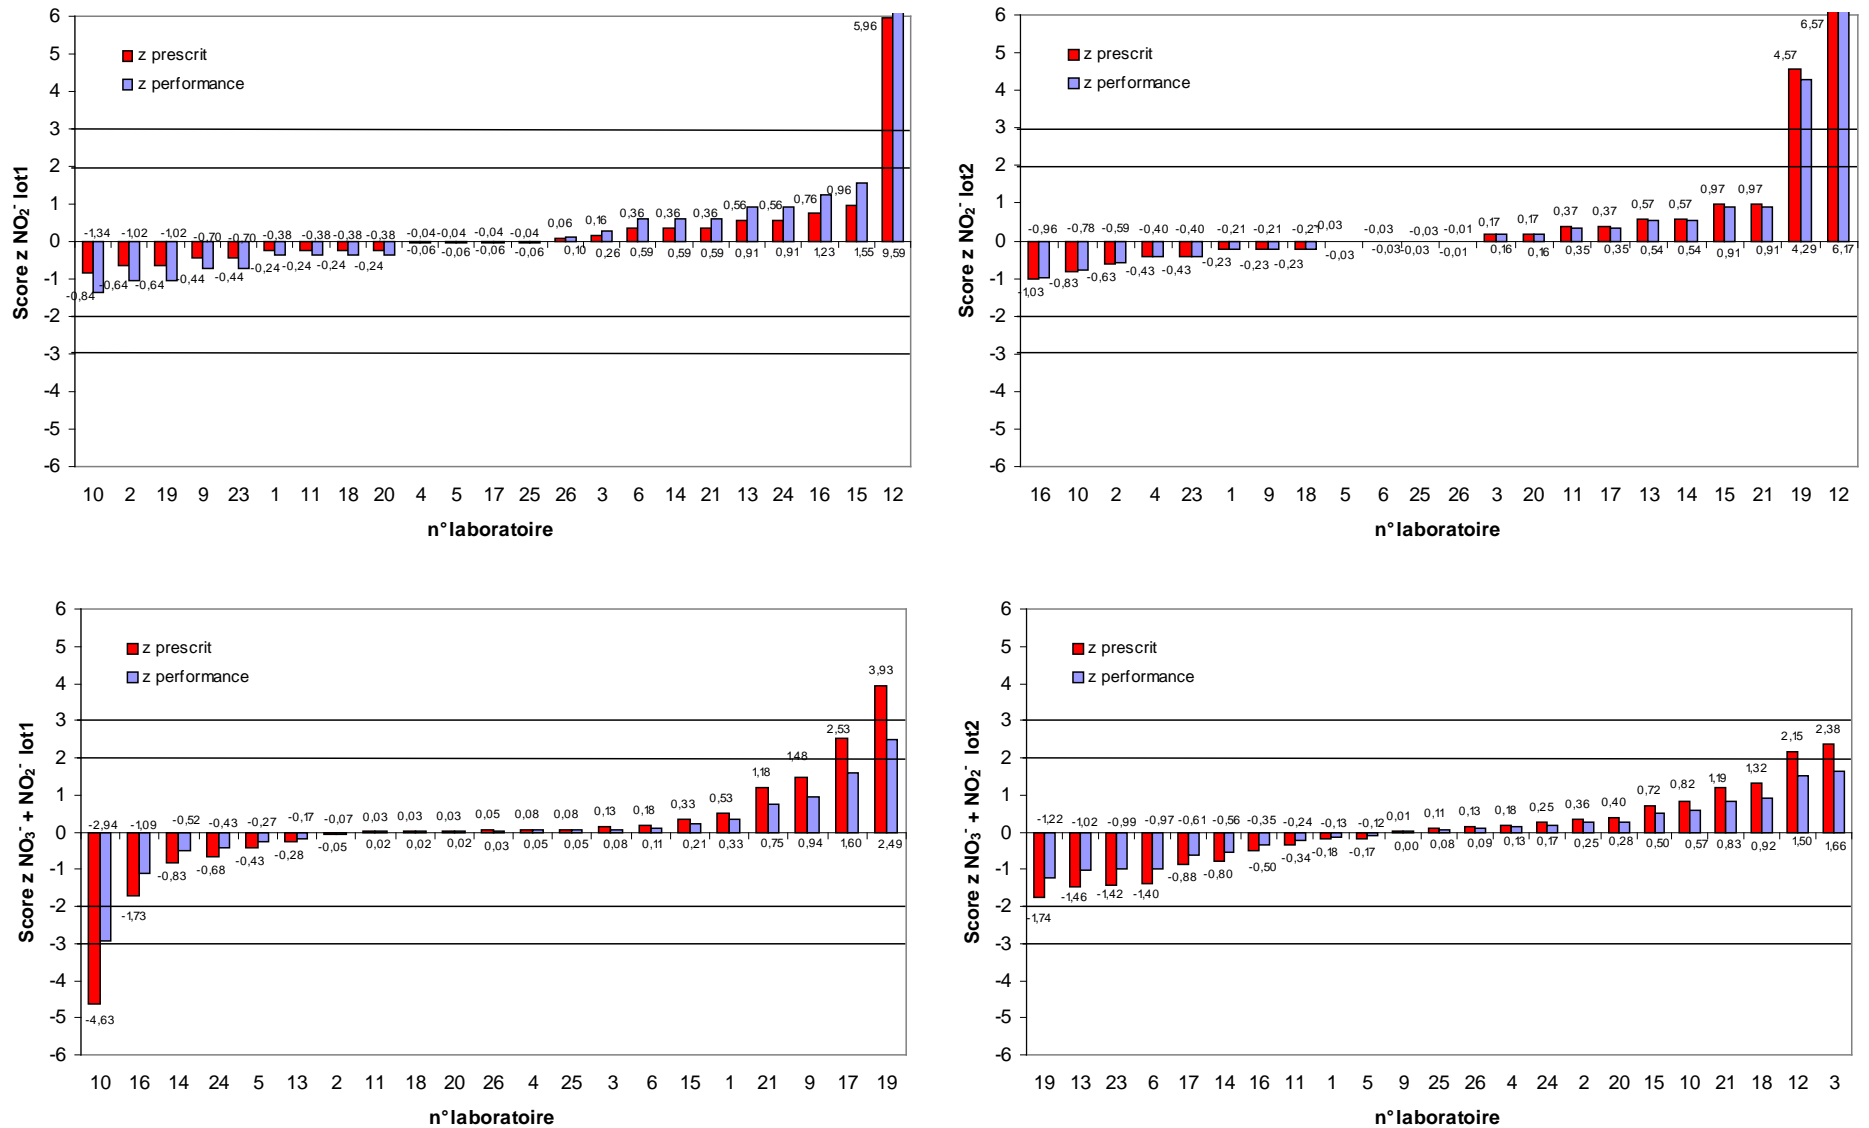 6
5
4
3
2
1
0
-1
-2
-3
-4
-5
-6
Score z NO₂⁻ lot1
z prescrit
z performance
5,96
-1,34 -1,02 -1,02 -0,70 -0,70 -0,38 -0,38 -0,38 -0,38 -0,04 -0,04 -0,04 -0,04 0,06 0,16 0,36 0,36 0,36 0,56 0,56 0,76 0,96
-0,84 -0,64 -0,64 -0,44 -0,44 -0,24 -0,24 -0,24 -0,24 -0,06 -0,06 -0,06 -0,06 0,10 0,26 0,59 0,59 0,59 0,91 0,91 1,23 1,55 9,59
10 2 19 9 23 1 11 18 20 4 5 17 25 26 3 6 14 21 13 24 16 15 12
n°laboratoire
6
5
4
3
2
1
0
-1
-2
-3
-4
-5
-6
Score z NO₂⁻ lot2
z prescrit
z performance
4,57 6,57
-0,96 -0,78 -0,59 -0,40 -0,40 -0,21 -0,21 -0,21 -0,03 -0,03 -0,03 -0,01 0,17 0,17 0,37 0,37 0,57 0,57 0,97 0,97
-1,03 -0,83 -0,63 -0,43 -0,43 -0,23 -0,23 -0,23 -0,03 -0,03 -0,03 -0,01 0,16 0,16 0,35 0,35 0,54 0,54 0,91 0,91 4,29 6,17
16 10 2 4 23 1 9 18 5 6 25 26 3 20 11 17 13 14 15 21 19 12
n°laboratoire
6
5
4
3
2
1
0
-1
-2
-3
-4
-5
-6
Score z NO₃⁻ + NO₂⁻ lot1
z prescrit
z performance
-2,94 -1,09 -0,52 -0,43 -0,27 -0,17 -0,07 0,03 0,03 0,03 0,05 0,08 0,08 0,13 0,18 0,33 0,53 1,18 1,48 2,53 3,93
-4,63 -1,73 -0,83 -0,68 -0,43 -0,28 -0,05 0,02 0,02 0,02 0,03 0,05 0,05 0,08 0,11 0,21 0,33 0,75 0,94 1,60 2,49
10 16 14 24 5 13 2 11 18 20 26 4 25 3 6 15 1 21 9 17 19
n°laboratoire
6
5
4
3
2
1
0
-1
-2
-3
-4
-5
-6
Score z NO₃⁻ + NO₂⁻ lot2
z prescrit
z performance
-1,22 -1,02 -0,99 -0,97 -0,61 -0,56 -0,35 -0,24 -0,13 -0,12 0,01 0,11 0,13 0,18 0,25 0,36 0,40 0,72 0,82 1,19 1,32 2,15 2,38
-1,74 -1,46 -1,42 -1,40 -0,88 -0,80 -0,50 -0,34 -0,18 -0,17 0,00 0,08 0,09 0,13 0,17 0,25 0,28 0,50 0,57 0,83 0,92 1,50 1,66
19 13 23 6 17 14 16 11 1 5 9 25 26 4 24 2 20 15 10 21 18 12 3
n°laboratoire